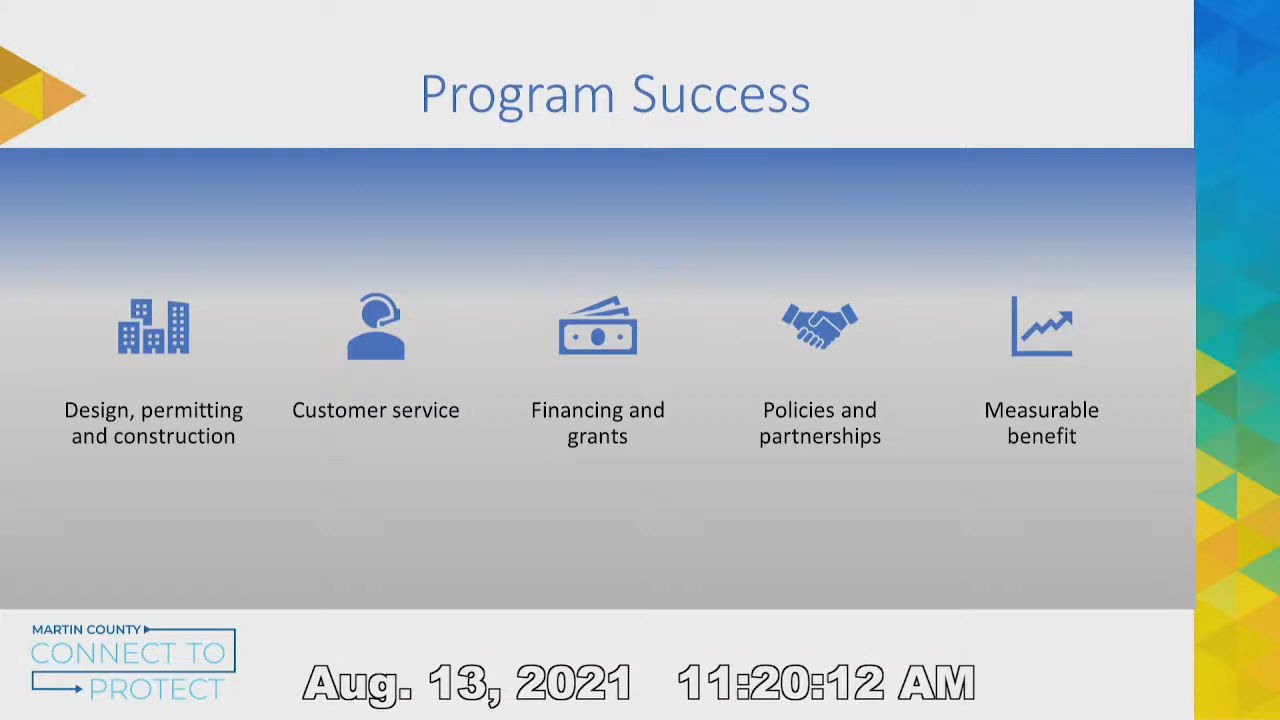 Program Success
Design, permitting
and construction
Customer service
Financing and
grants
Policies and
partnerships
Measurable
benefit
MARTIN COUNTY
CONNECT TO
PROTECT
Aug. 13, 2021 11:20:12 AM